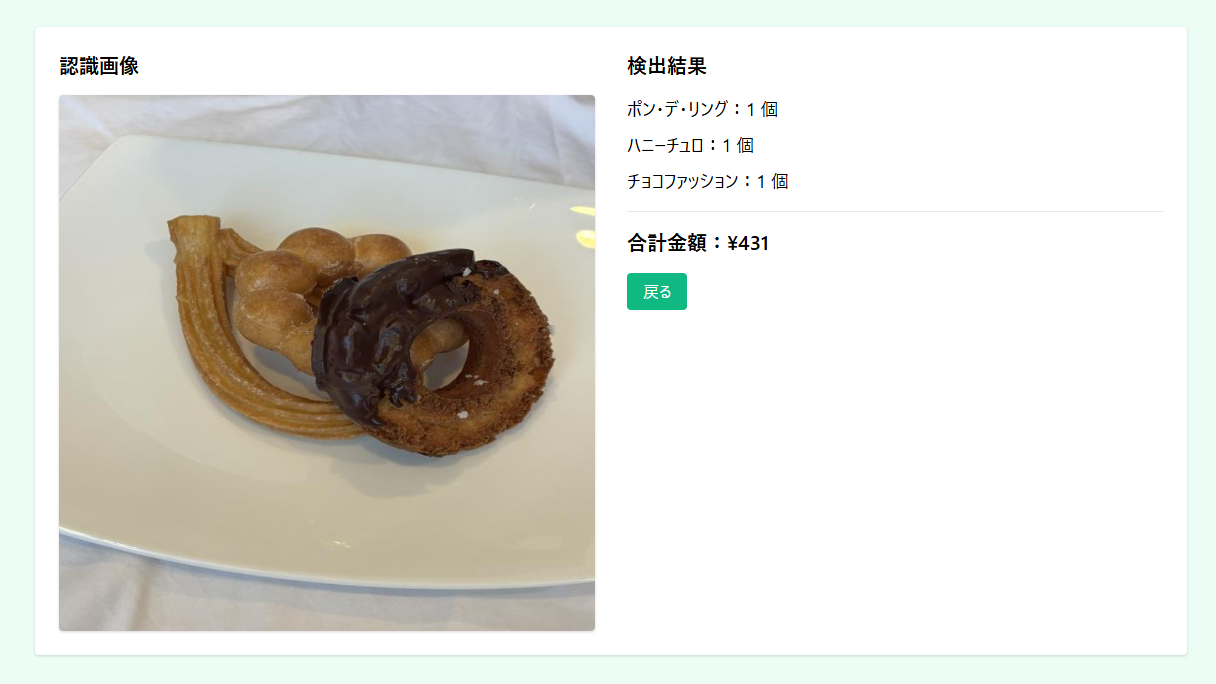 認識画像
検出結果
ポン・デ・リング：1 個
ハニーチュロ：1 個
チョコファッション：1 個
合計金額：¥431
戻る